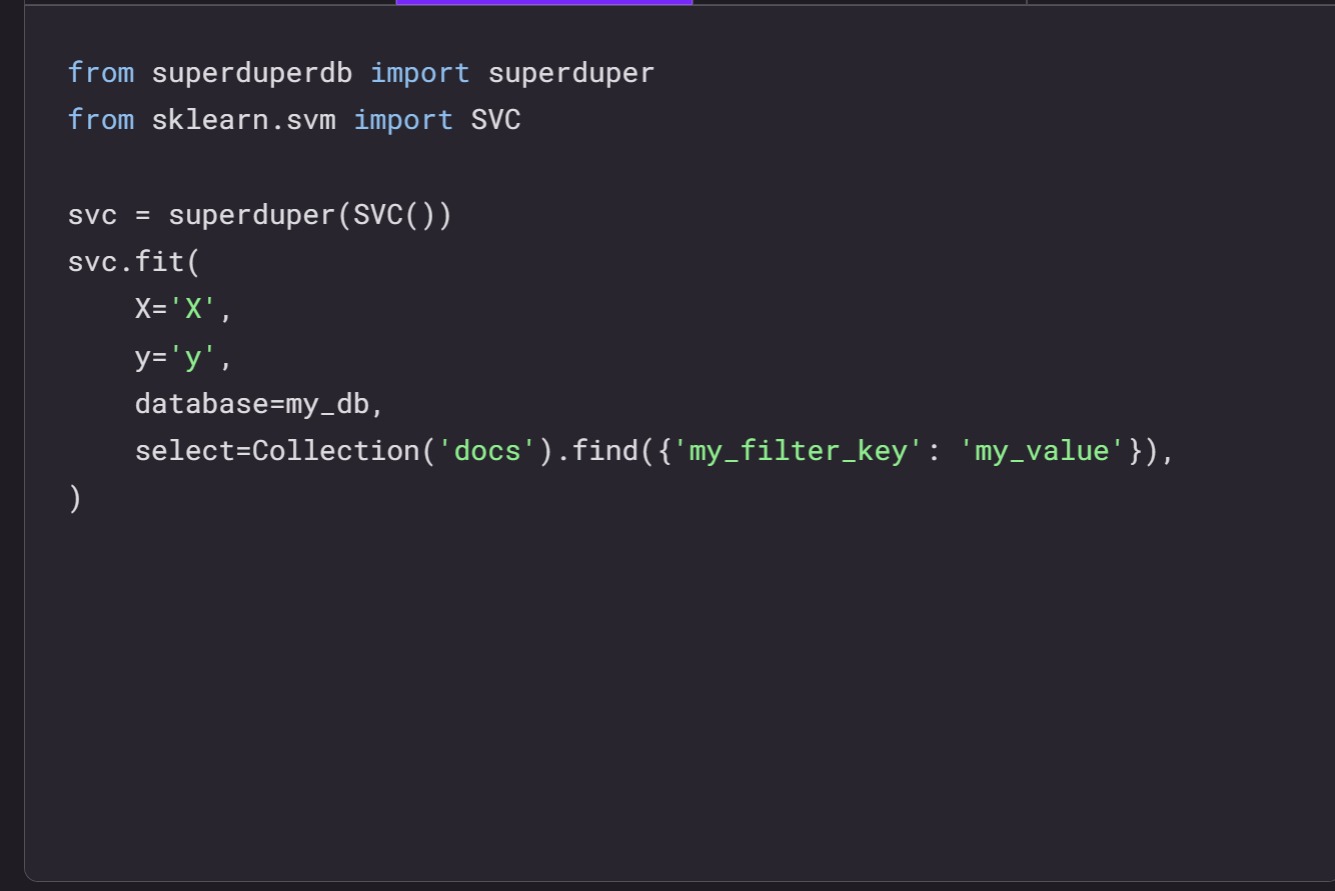 from superduperdb import superduper
from sklearn.svm import SVC

svc = superduper(SVC())
svc.fit(
    X='X',
    y='y',
    database=my_db,
    select=Collection('docs').find({'my_filter_key': 'my_value'}),
)